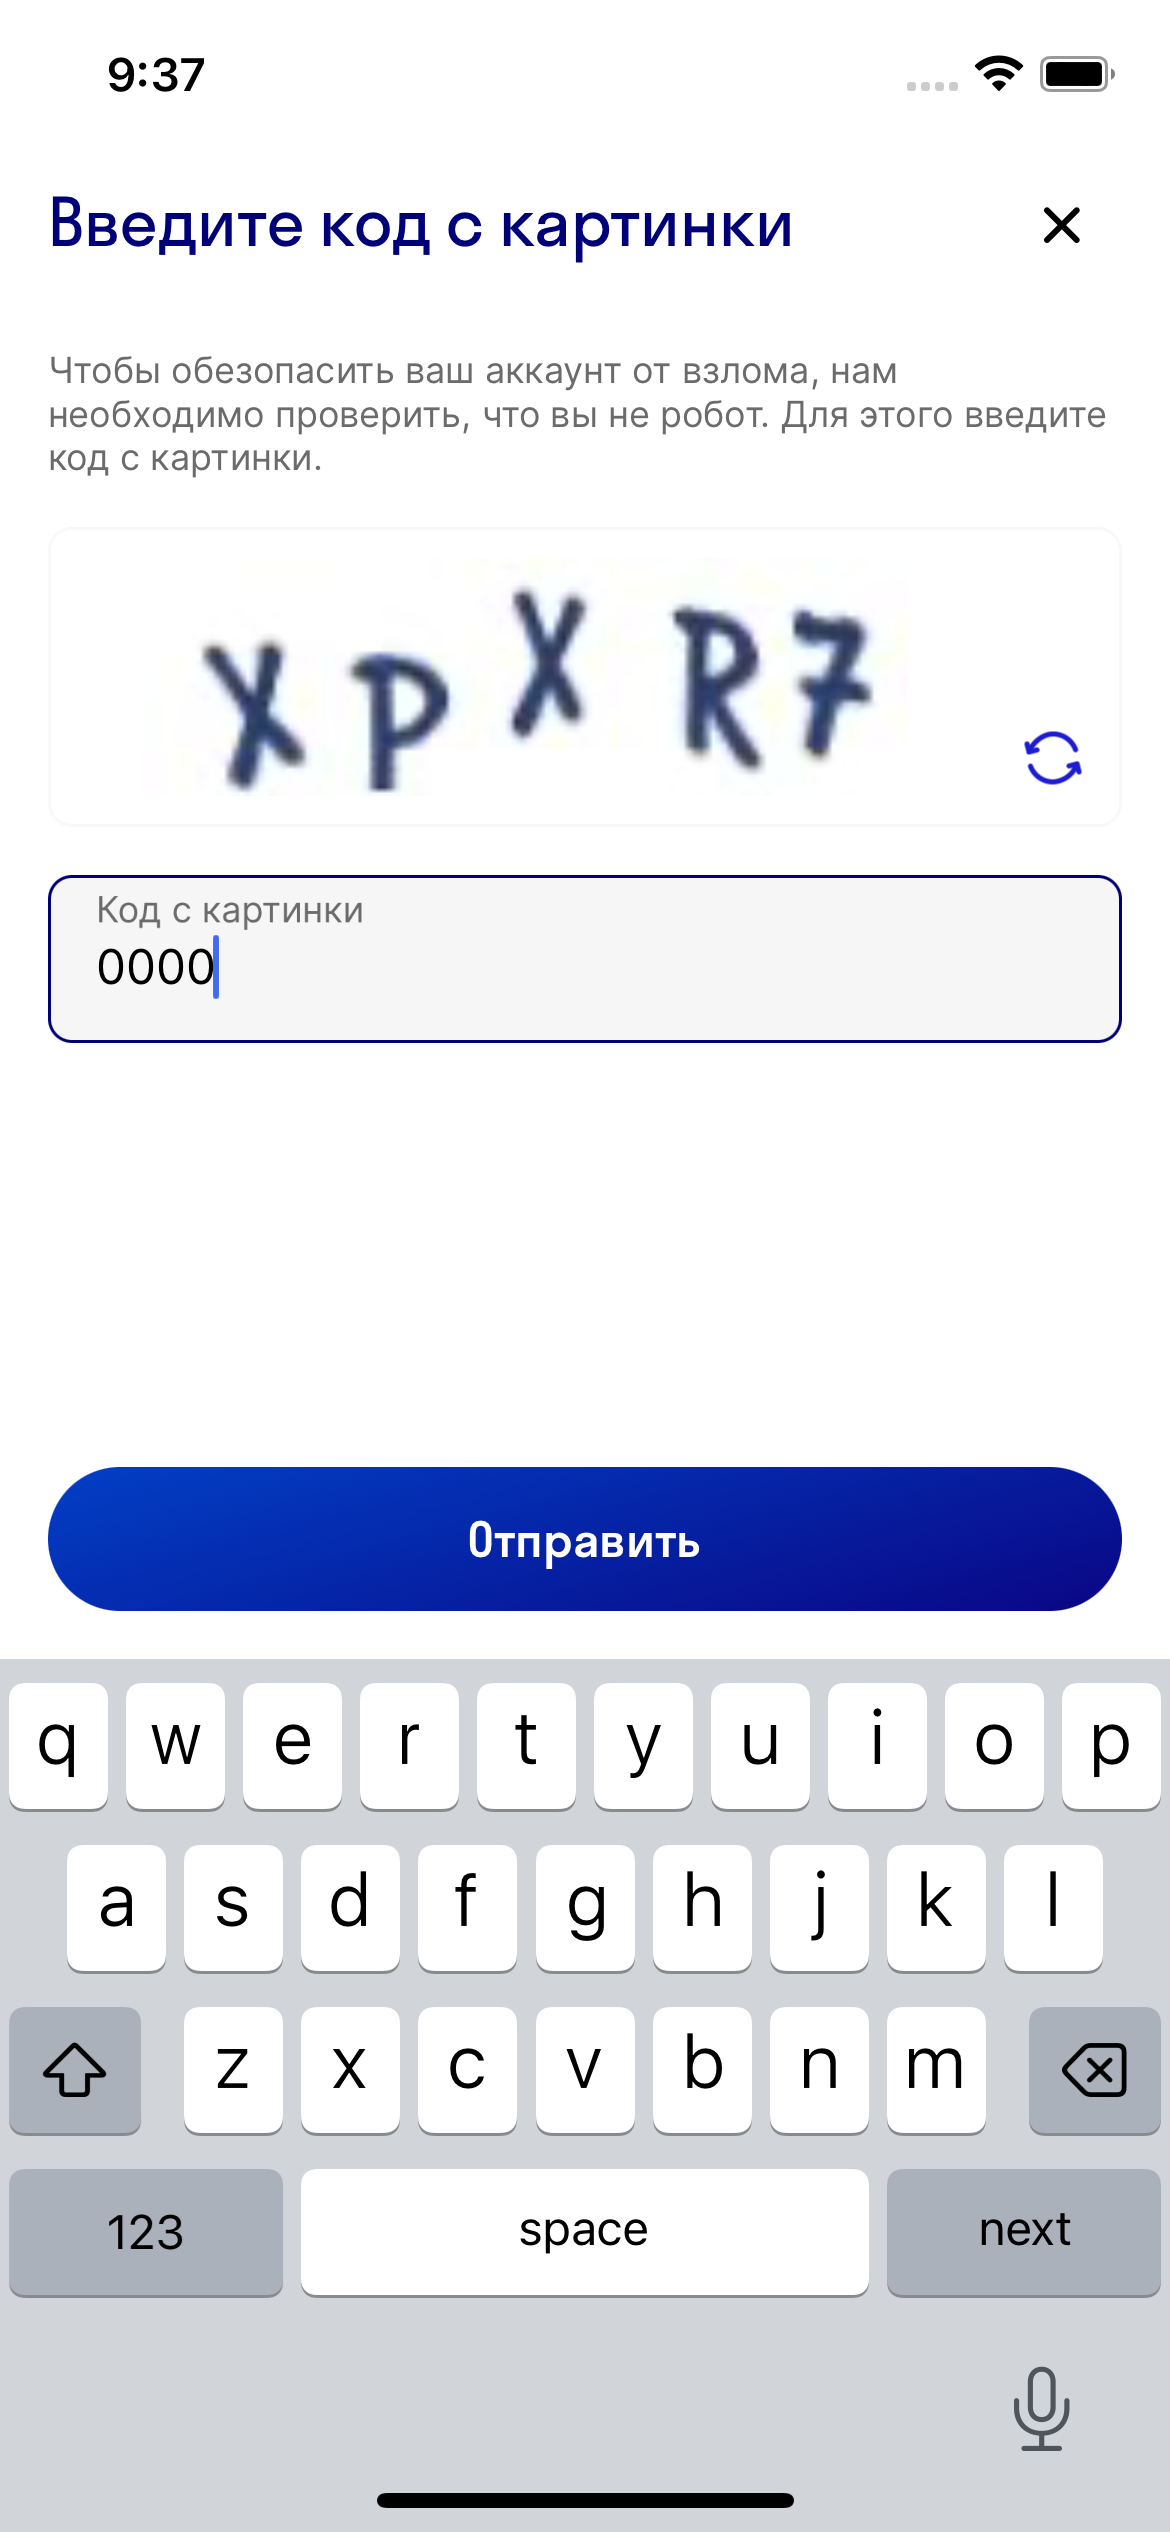 9:37
Введите код с картинки
Чтобы обезопасить ваш аккаунт от взлома, нам
необходимо проверить, что вы не робот. Для этого введите
код с картинки.
XPXR7
Код с картинки
0000
Отправить
q w e r t y u i o p
a s d f g h j k l
z x c v b n m
123 space next